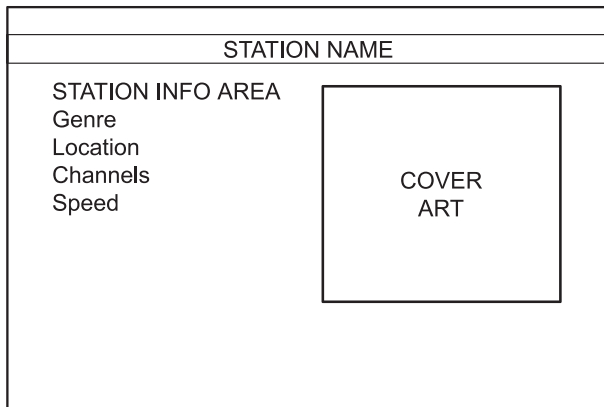 STATION NAME
STATION INFO AREA
Genre
Location
Channels
Speed
COVER
ART